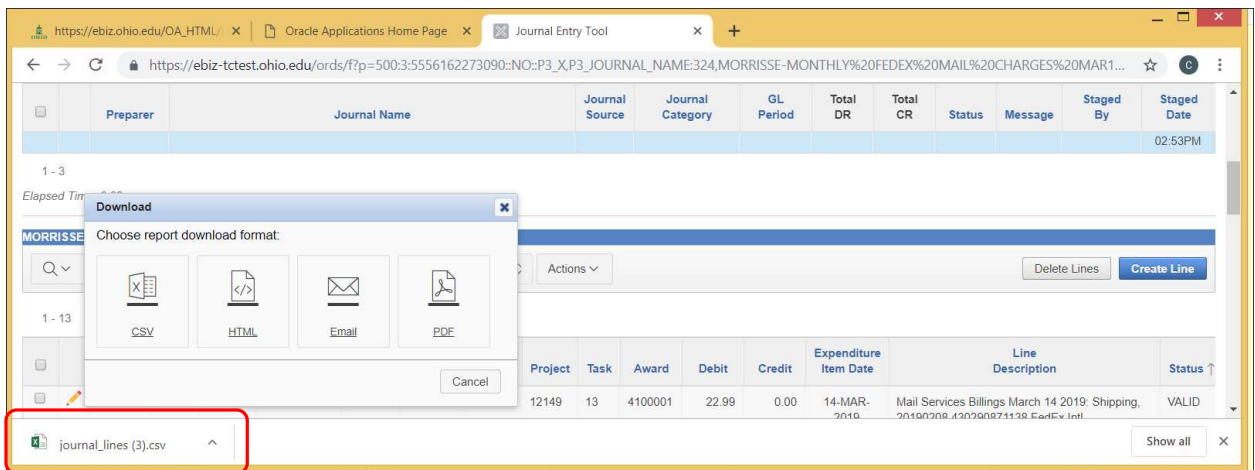 https://ebiz.ohio.edu/OA_HTML/ Oracle Applications Home Page Journal Entry Tool
https://ebiz-tctest.ohio.edu/ords/f?p=500:3:5556162273090::NO::P3_X,P3_JOURNAL_NAME:324,MORRISSE-MONTHLY%20FEDEX%20MAIL%20CHARGES%20MAR1... C
Preparer Journal Name Journal Source Journal Category GL Period Total DR Total CR Status Message Staged By Staged Date
02:53PM
1 - 3
Elapsed
Download
MORRISSE
Choose report download format:
Actions Delete Lines Create Line
CSV HTML Email PDF
1 - 13
Project Task Award Debit Credit Expenditure Item Date Line Description Status
Cancel
12149 13 4100001 22.99 0.00 14-MAR-2019 Mail Services Billings March 14 2019: Shipping, VALID
20190208 430290871138 FedEx Intl
journal_lines (3).csv Show all